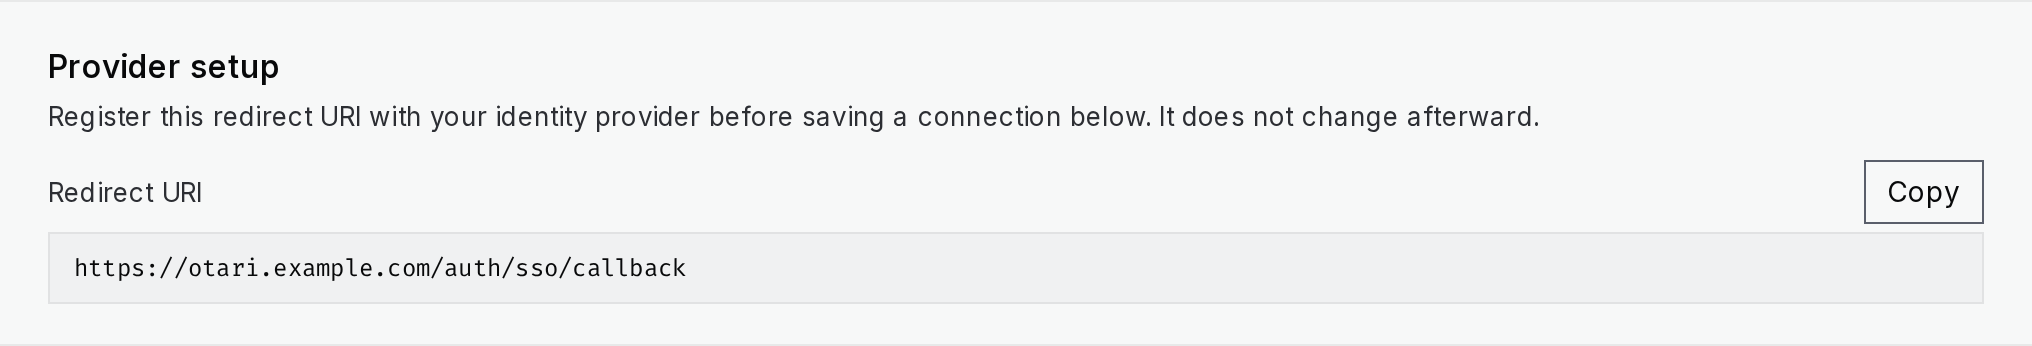 Provider setup
Register this redirect URI with your identity provider before saving a connection below. It does not change afterward.
Redirect URI
Copy
https://otari.example.com/auth/sso/callback